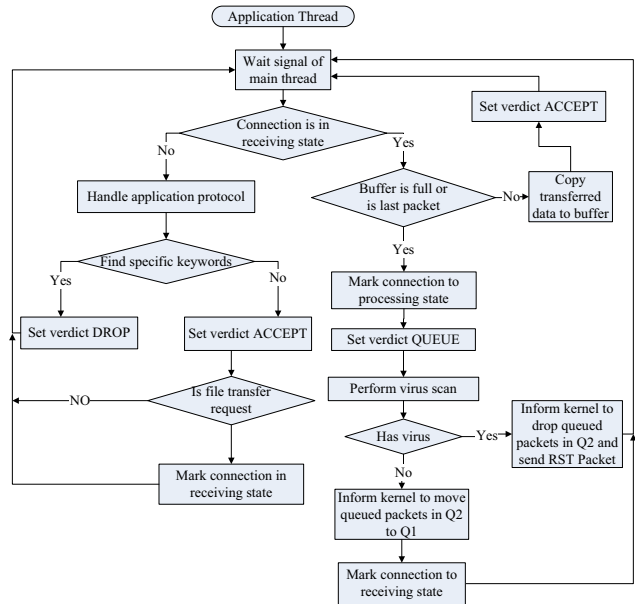 Application Thread
Wait signal of
main thread
Set verdict ACCEPT
Connection is in
receiving state
No
Yes
Copy
transferred
data to buffer
Handle application protocol
Buffer is full or
is last packet
No
Find specific keywords
Yes
Yes
No
Mark connection to
processing state
Set verdict DROP
Set verdict ACCEPT
Set verdict QUEUE
Perform virus scan
Is file transfer
request
NO
Has virus
Yes
Inform kernel to
drop queued
packets in Q2 and
send RST Packet
No
Mark connection in
receiving state
Inform kernel to move
queued packets in Q2
to Q1
Mark connection to
receiving state